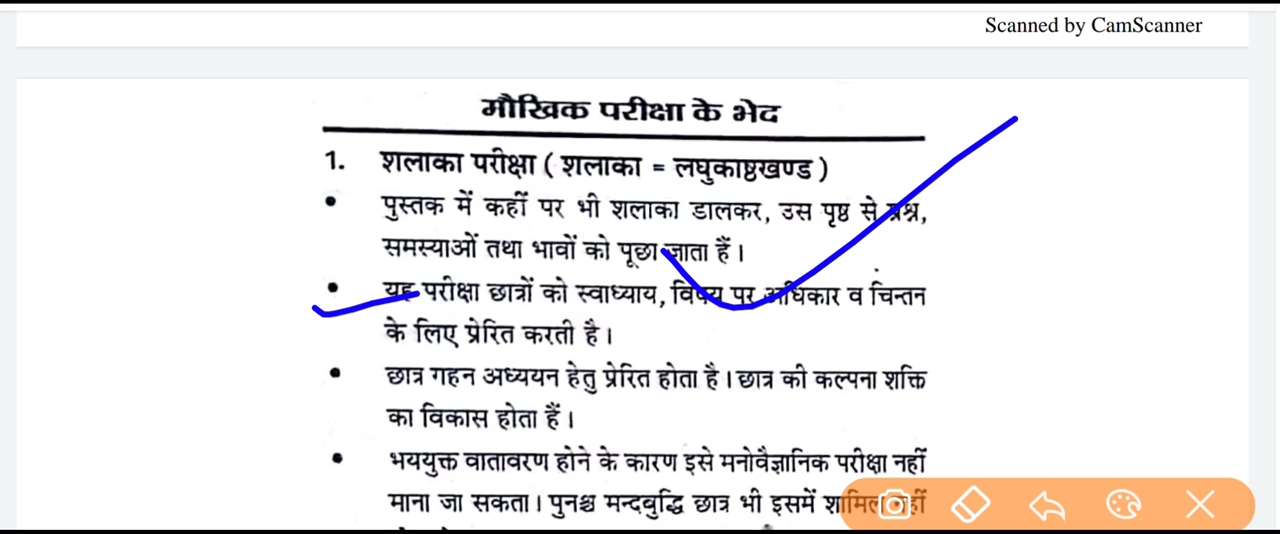 Scanned by CamScanner
मौखिक परीक्षा के भेद
1. शलाका परीक्षा ( शलाका = लघुकाष्ठखण्ड )
• पुस्तक में कहीं पर भी शलाका डालकर, उस पृष्ठ से प्रश्न,
समस्याओं तथा भावों को पूछा जाता हैं।
• यह परीक्षा छात्रों को स्वाध्याय, विषय पर अधिकार व चिन्तन
के लिए प्रेरित करती है।
• छात्र गहन अध्ययन हेतु प्रेरित होता है। छात्र की कल्पना शक्ति
का विकास होता हैं।
• भययुक्त वातावरण होने के कारण इसे मनोवैज्ञानिक परीक्षा नहीं
माना जा सकता। पुनश्च मन्दबुद्धि छात्र भी इसमें शामिल नहीं